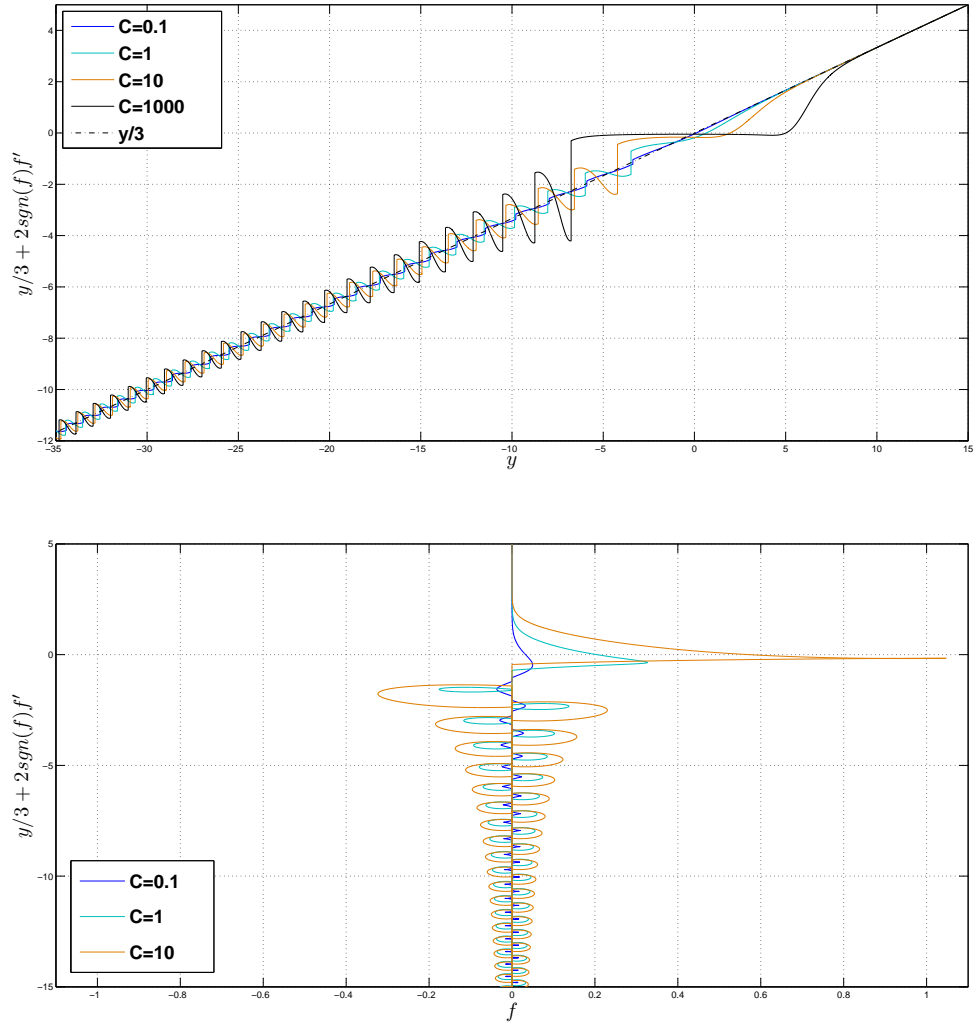 C=0.1
C=1
C=10
C=1000
y/3
y/3 + 2sgn(f)f′
4
2
0
−2
−4
−6
−8
−10
−12
−35 −30 −25 −20 −15 −10 −5 0 5 10 15
y
y/3 + 2sgn(f)f′
5
0
−5
−10
−15
C=0.1
C=1
C=10
−1 −0.8 −0.6 −0.4 −0.2 0 0.2 0.4 0.6 0.8 1
f